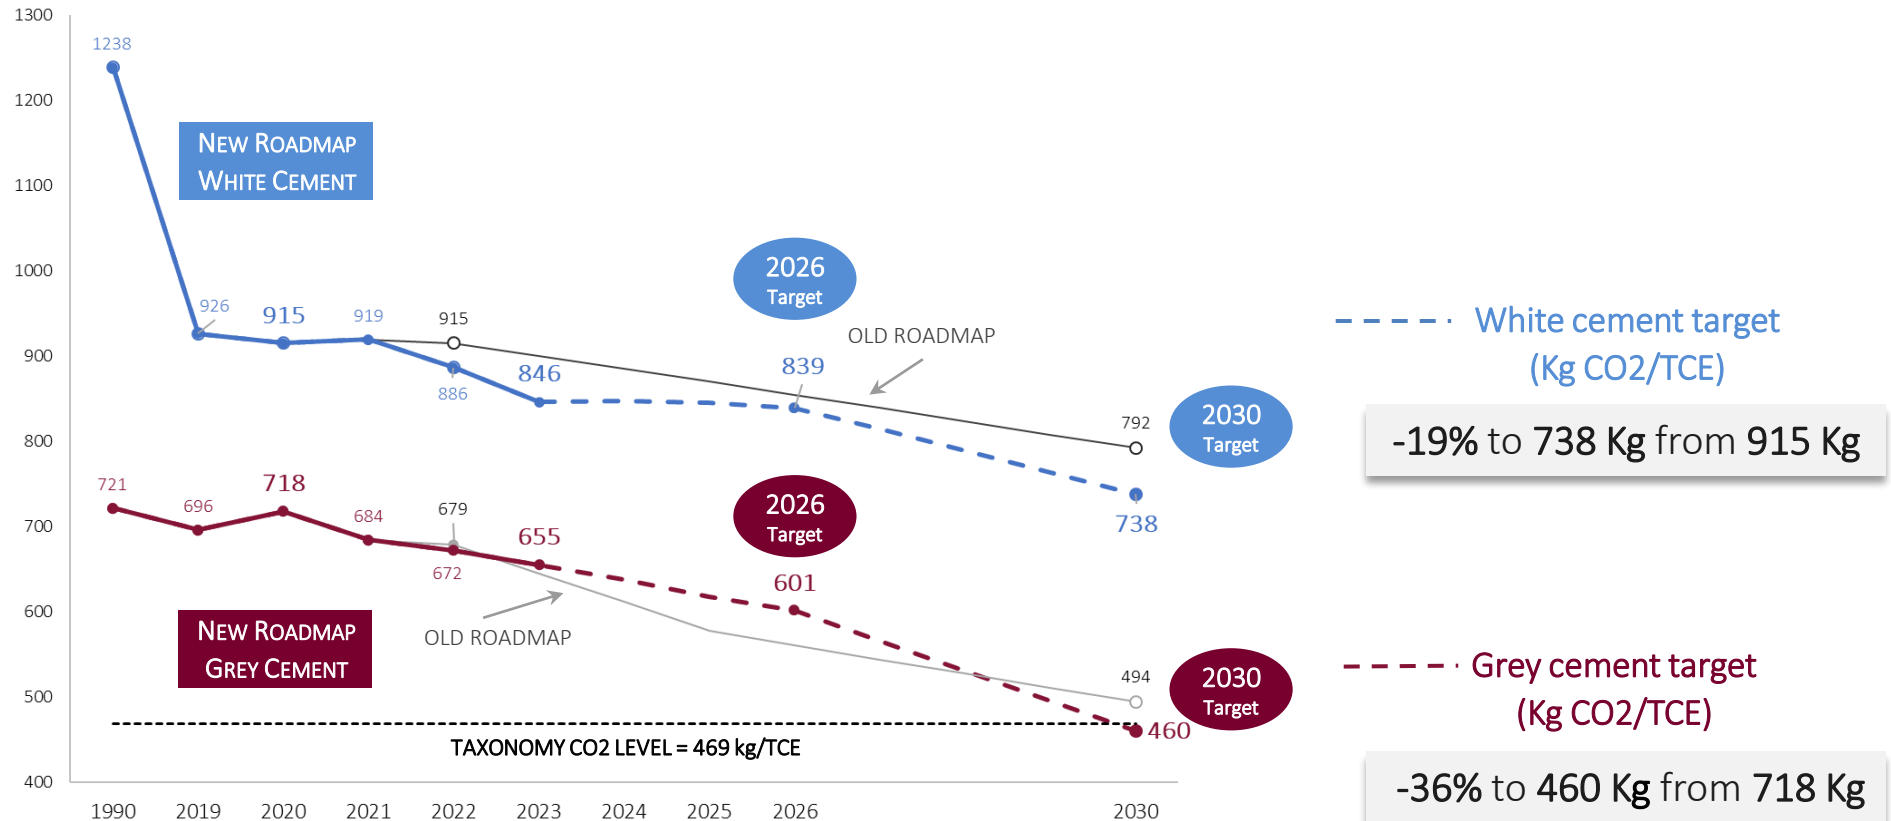 1300
1200
1100
1000
900
800
700
600
500
400
1238
NEW ROADMAP
WHITE CEMENT
926
915
919
915
886
846
2026
Target
839
OLD ROADMAP
792
2030
Target
738
721
696
718
684
679
672
655
2026
Target
601
OLD ROADMAP
NEW ROADMAP
GREY CEMENT
494
2030
Target
460
TAXONOMY CO2 LEVEL = 469 kg/TCE
1990 2019 2020 2021 2022 2023 2024 2025 2026 2030
White cement target
(Kg CO2/TCE)
-19% to 738 Kg from 915 Kg
Grey cement target
(Kg CO2/TCE)
-36% to 460 Kg from 718 Kg